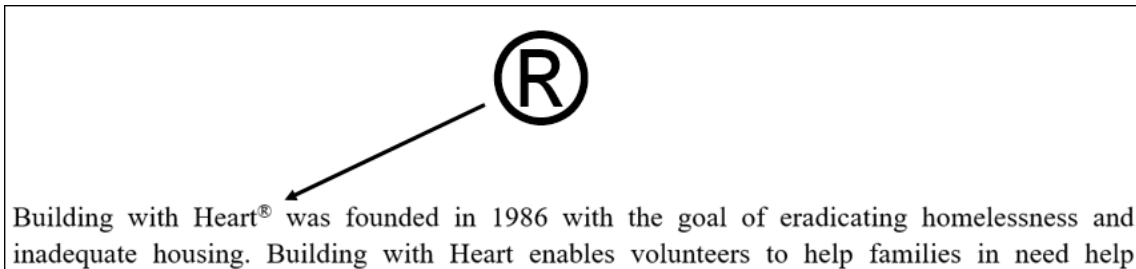 ®
Building with Heart® was founded in 1986 with the goal of eradicating homelessness and
inadequate housing. Building with Heart enables volunteers to help families in need help